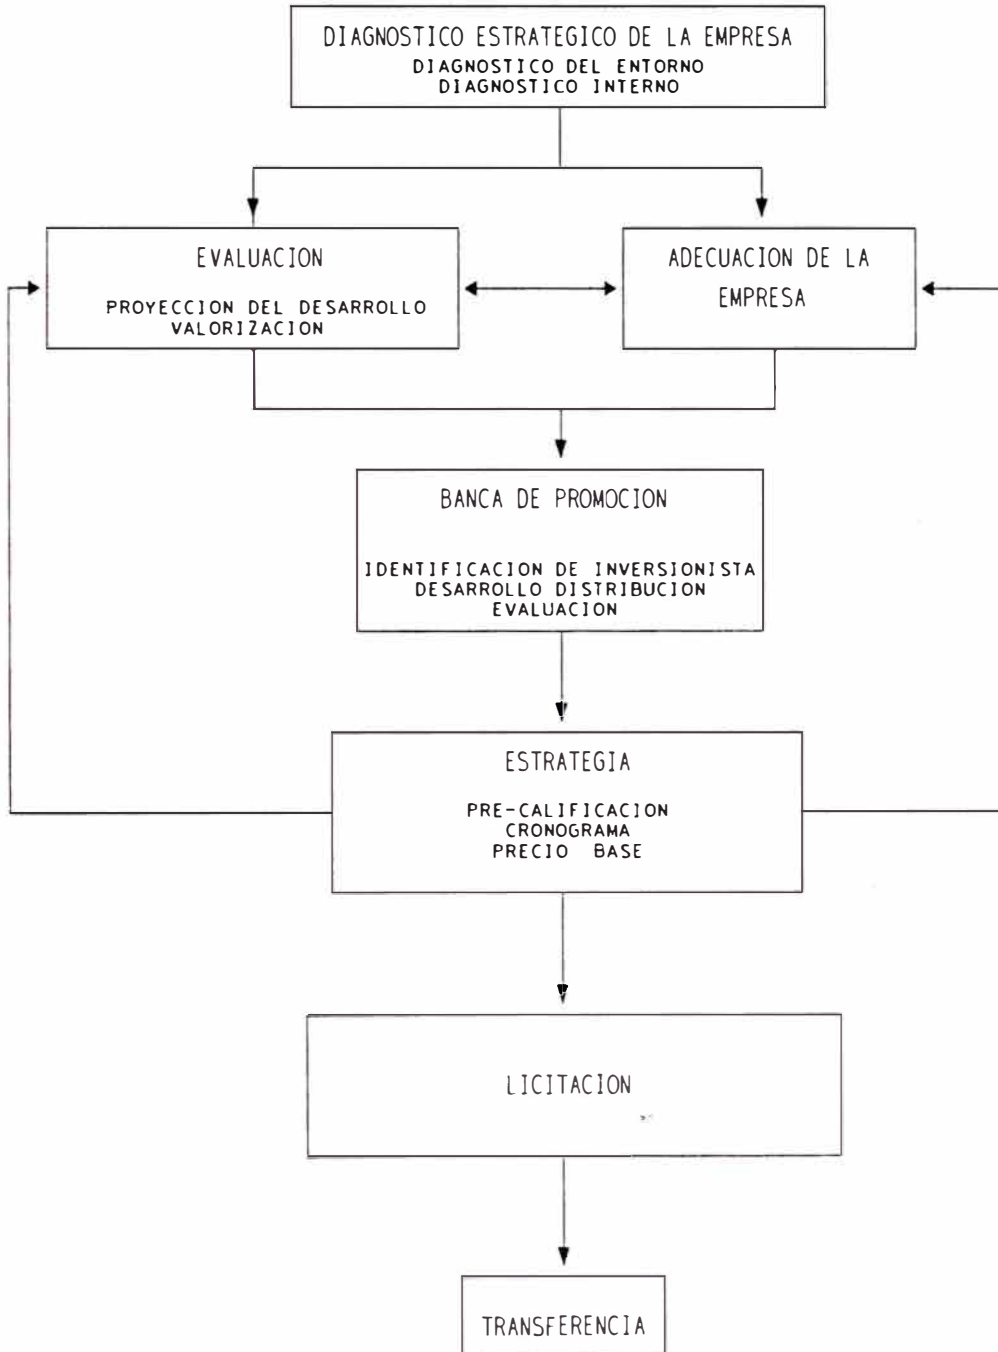 DIAGNOSTICO ESTRATEGICO DE LA EMPRESA
DIAGNOSTICO DEL ENTORNO
DIAGNOSTICO INTERNO
EVALUACION
PROYECCION DEL DESARROLLO
VALORIZACION
ADECUACION DE LA
EMPRESA
BANCA DE PROMOCION
IDENTIFICACION DE INVERSIONISTA
DESARROLLO DISTRIBUCION
EVALUACION
ESTRATEGIA
PRE-CALIFICACION
CRONOGRAMA
PRECIO BASE
LICITACION
TRANSFERENCIA